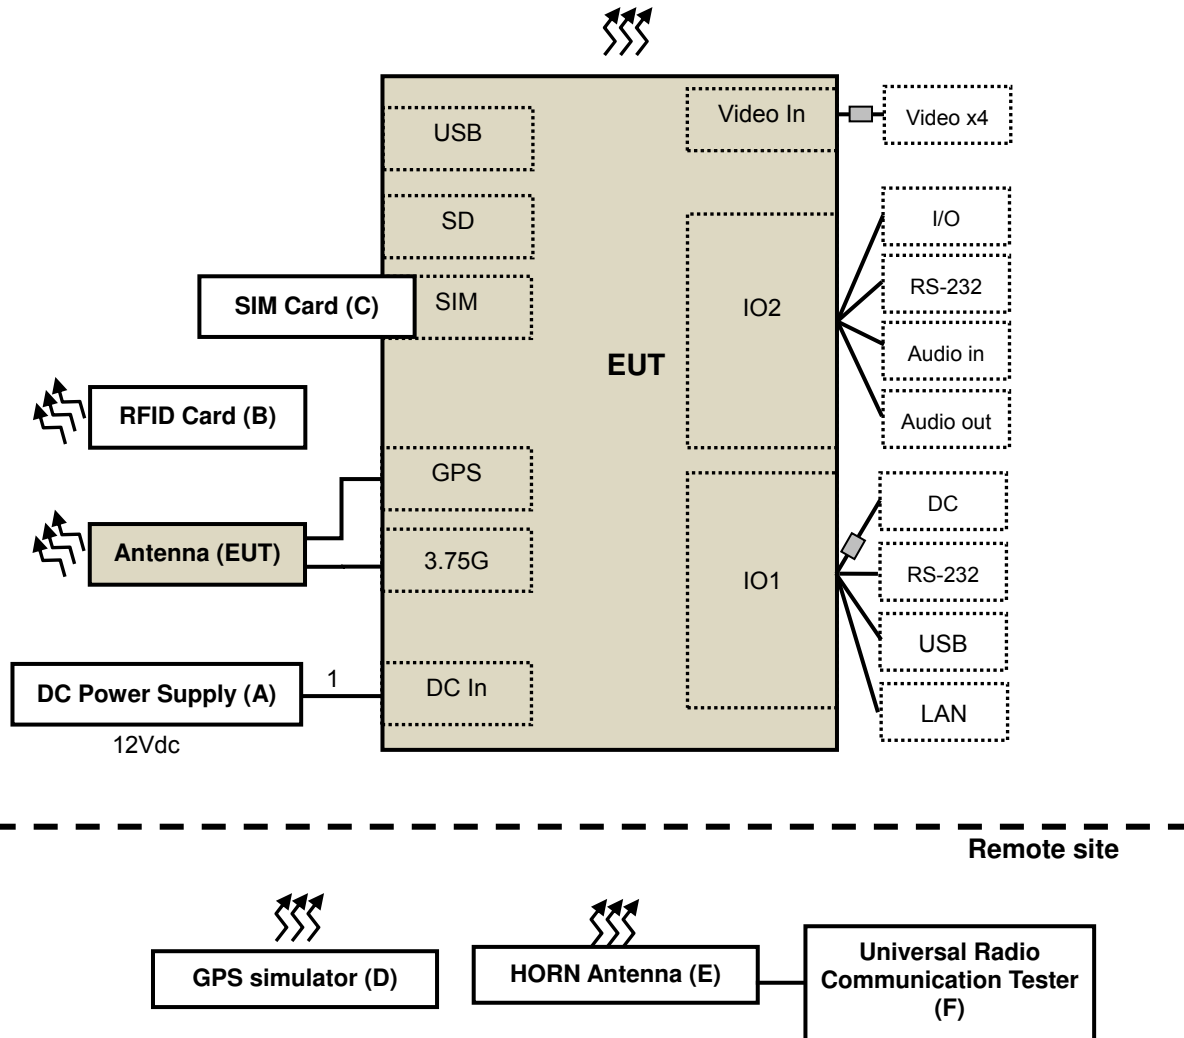 USB
SD
SIM Card (C)
SIM
RFID Card (B)
GPS
Antenna (EUT)
3.75G
DC Power Supply (A)
1
DC In
12Vdc
EUT
Video In
Video x4
IO2
I/O
RS-232
Audio in
Audio out
IO1
DC
RS-232
USB
LAN
Remote site
GPS simulator (D)
HORN Antenna (E)
Universal Radio
Communication Tester
(F)